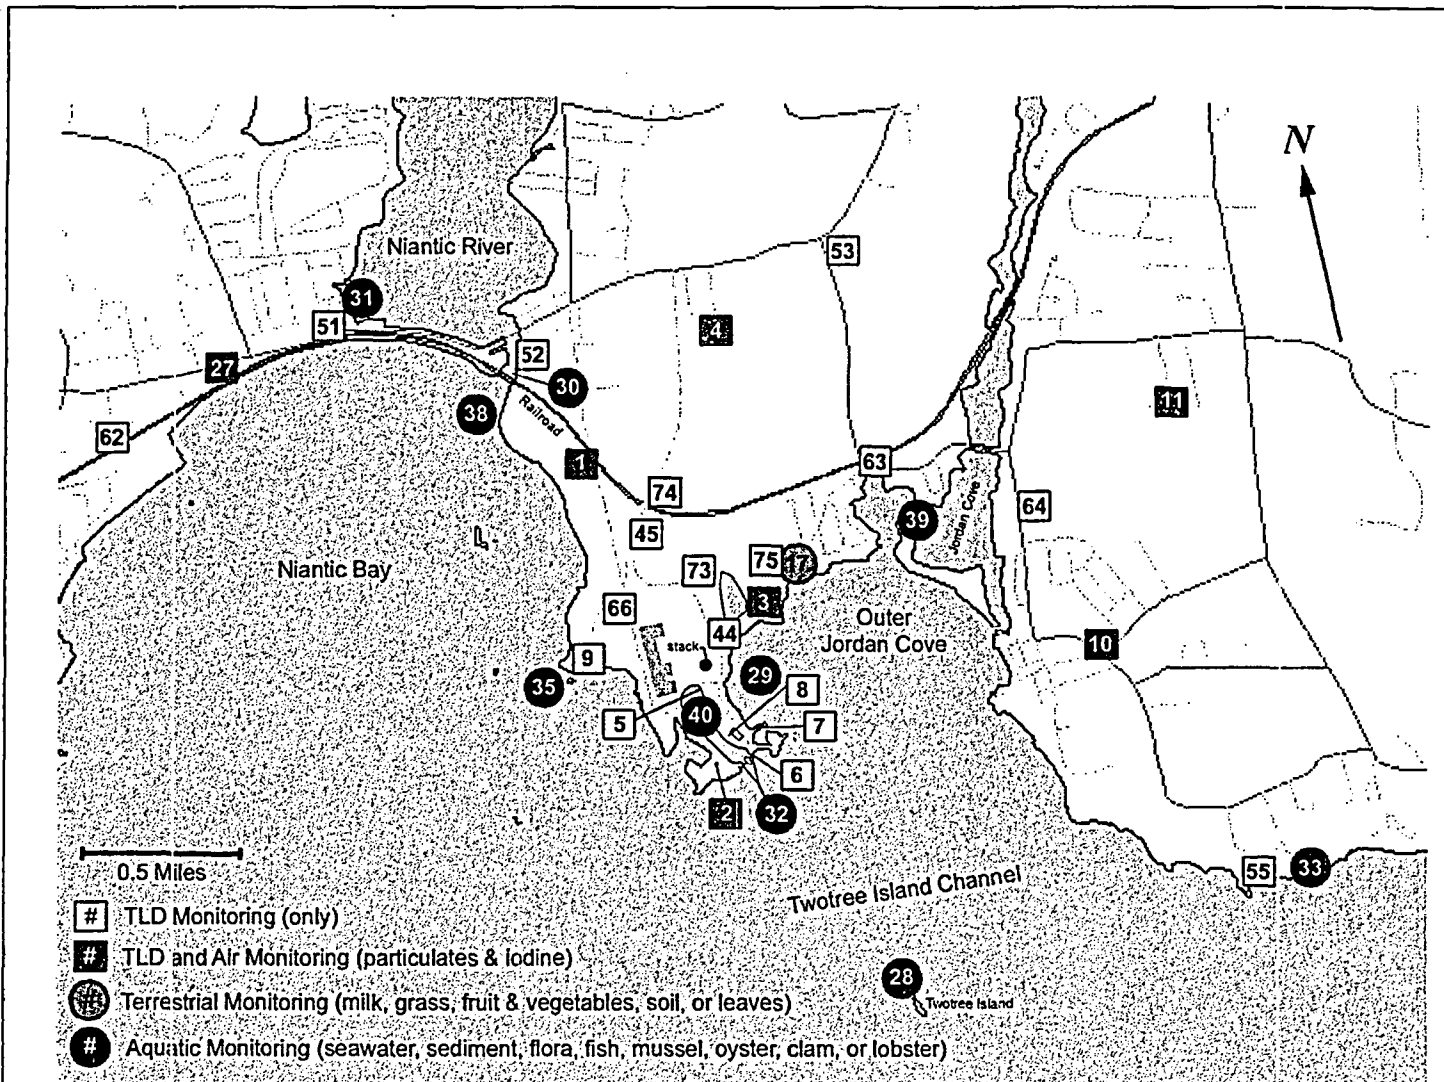 N
Niantic River
53
31
51
4
52
27
30
11
38
Railroad
62
1
63
74
64
39
Jordan Cove
45
75
17
73
Niantic Bay
3
66
Outer
Jordan Cove
44
10
stack
9
29
35
8
40
5
7
6
2
32
0.5 Miles
55
33
Twotree Island Channel
# TLD Monitoring (only)
# TLD and Air Monitoring (particulates & Iodine)
28
# Terrestrial Monitoring (milk, grass, fruit & vegetables, soil, or leaves)
Twotree Island
# Aquatic Monitoring (seawater, sediment, flora, fish, mussel, oyster, clam, or lobster)